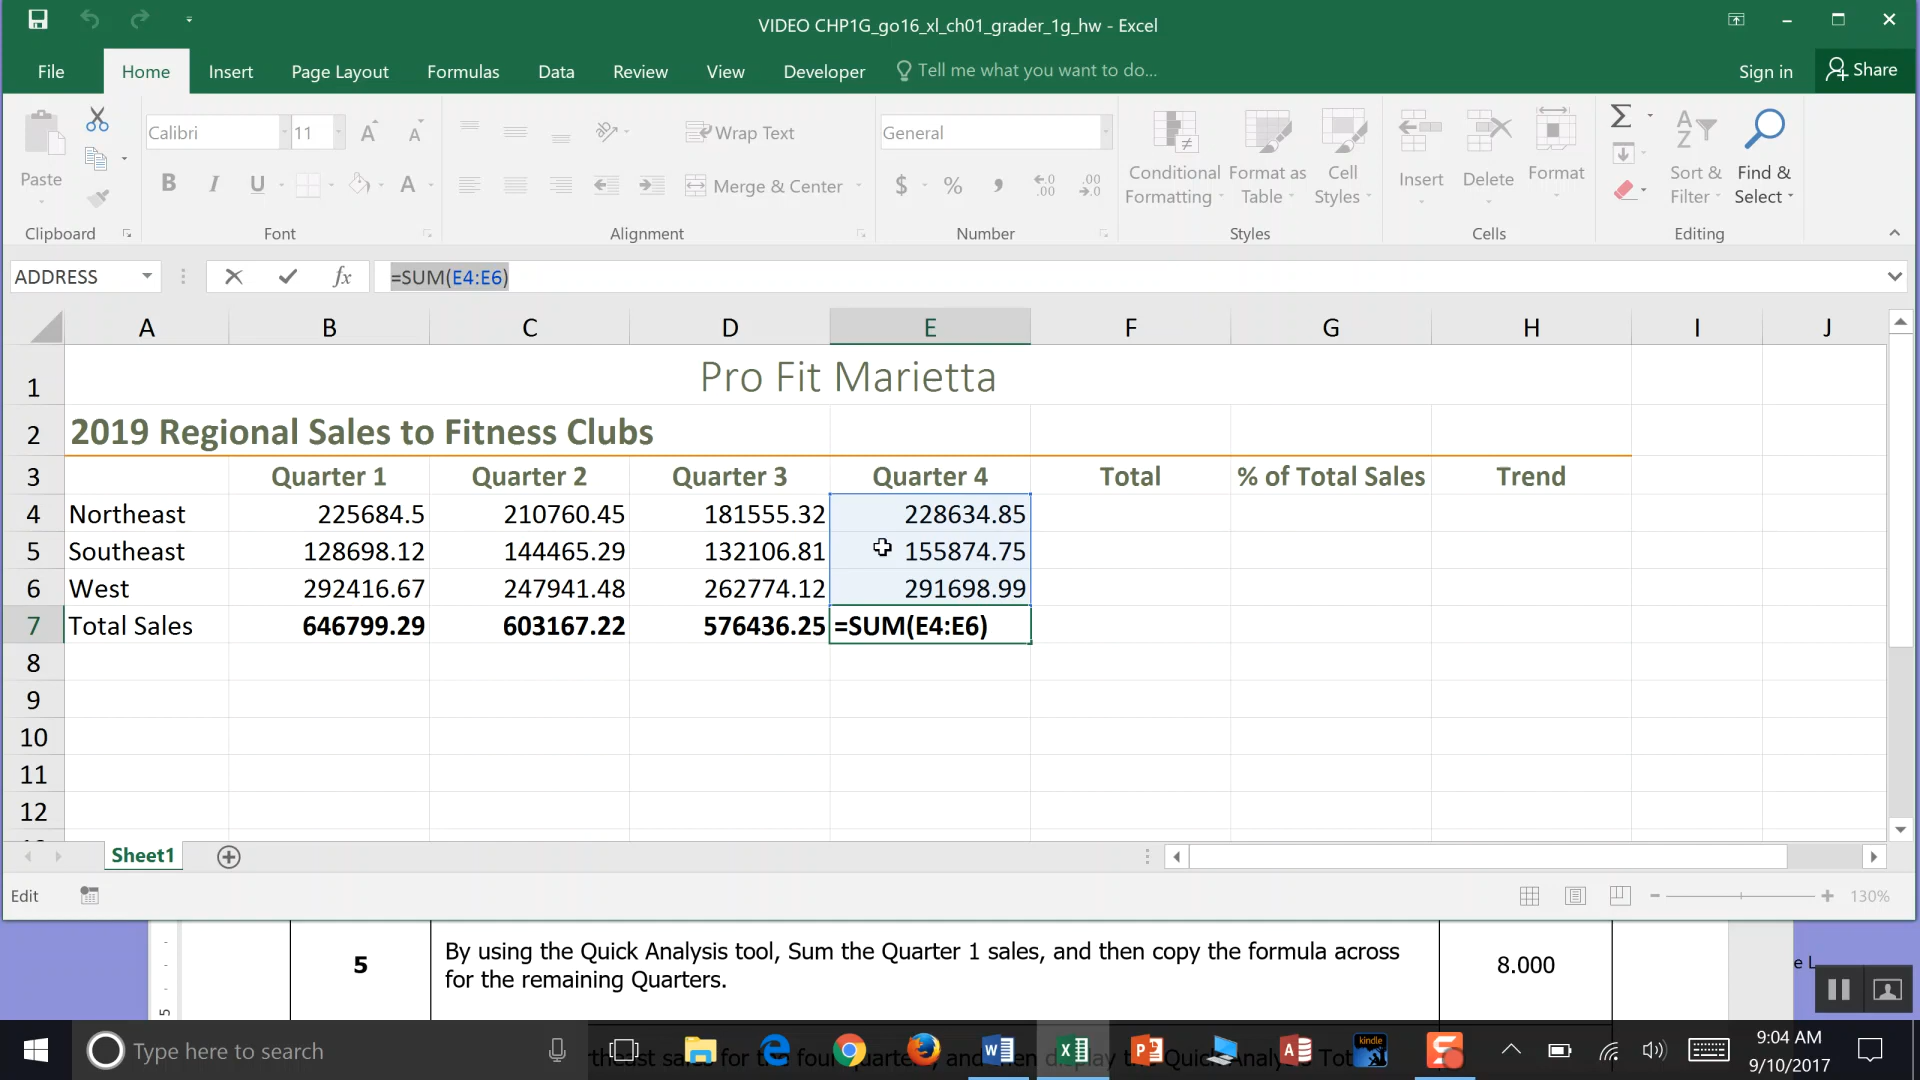 VIDEO CHP1G_go16_xl_ch01_grader_1g_hw - Excel
File Home Insert Page Layout Formulas Data Review View Developer Tell me what you want to do... Sign in Share
Calibri 11 A A Wrap Text General
Paste B I U A Merge & Center $ % , .0 .00 .00 .0 Conditional Formatting Format as Table Cell Styles Insert Delete Format Σ A Z Sort & Filter Find & Select
Clipboard Font Alignment Number Styles Cells Editing
ADDRESS fx =SUM(E4:E6)
A B C D E F G H I J
1 Pro Fit Marietta
2 2019 Regional Sales to Fitness Clubs
3 Quarter 1 Quarter 2 Quarter 3 Quarter 4 Total % of Total Sales Trend
4 Northeast 225684.5 210760.45 181555.32 228634.85
5 Southeast 128698.12 144465.29 132106.81 155874.75
6 West 292416.67 247941.48 262774.12 291698.99
7 Total Sales 646799.29 603167.22 576436.25 =SUM(E4:E6)
8
9
10
11
12
Sheet1
Edit 130%
5 By using the Quick Analysis tool, Sum the Quarter 1 sales, and then copy the formula across 8.000
for the remaining Quarters.
Type here to search
9:04 AM
9/10/2017
kindle